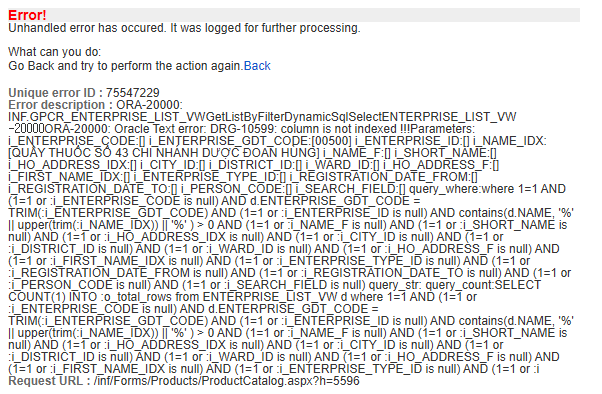 Error!
Unhandled error has occured. It was logged for further processing.
What can you do:
Go Back and try to perform the action again.Back
Unique error ID : 75547229
Error description : ORA-20000:
INF.GPCR_ENTERPRISE_LIST_VWGetListByFilterDynamicSqlSelectENTERPRISE_LIST_VW
-20000ORA-20000: Oracle Text error: DRG-10599: column is not indexed !!!Parameters:
i_ENTERPRISE_CODE:[] i_ENTERPRISE_GDT_CODE:[00500] i_ENTERPRISE_ID:[] i_NAME_IDX:
[QUẦY THUỐC SỐ 43 CHI NHÁNH DƯỢC ĐOAN HÙNG] i_NAME_F:[] i_SHORT_NAME:[]
i_HO_ADDRESS_IDX:[] i_CITY_ID:[] i_DISTRICT_ID:[] i_WARD_ID:[] i_HO_ADDRESS_F:[]
i_FIRST_NAME_IDX:[] i_ENTERPRISE_TYPE_ID:[] i_REGISTRATION_DATE_FROM:[]
i_REGISTRATION_DATE_TO:[] i_PERSON_CODE:[] i_SEARCH_FIELD:[] query_where:where 1=1 AND
(1=1 or :i_ENTERPRISE_CODE is null) AND d.ENTERPRISE_GDT_CODE =
TRIM(:i_ENTERPRISE_GDT_CODE) AND (1=1 or :i_ENTERPRISE_ID is null) AND contains(d.NAME, '%'
|| upper(trim(:i_NAME_IDX)) || '%' ) > 0 AND (1=1 or :i_NAME_F is null) AND (1=1 or :i_SHORT_NAME is
null) AND (1=1 or :i_HO_ADDRESS_IDX is null) AND (1=1 or :i_CITY_ID is null) AND (1=1 or
:i_DISTRICT_ID is null) AND (1=1 or :i_WARD_ID is null) AND (1=1 or :i_HO_ADDRESS_F is null) AND
(1=1 or :i_FIRST_NAME_IDX is null) AND (1=1 or :i_ENTERPRISE_TYPE_ID is null) AND (1=1 or
:i_REGISTRATION_DATE_FROM is null) AND (1=1 or :i_REGISTRATION_DATE_TO is null) AND (1=1 or
:i_PERSON_CODE is null) AND (1=1 or :i_SEARCH_FIELD is null) query_str: query_count:SELECT
COUNT(1) INTO :o_total_rows from ENTERPRISE_LIST_VW d where 1=1 AND (1=1 or
:i_ENTERPRISE_CODE is null) AND d.ENTERPRISE_GDT_CODE =
TRIM(:i_ENTERPRISE_GDT_CODE) AND (1=1 or :i_ENTERPRISE_ID is null) AND contains(d.NAME, '%'
|| upper(trim(:i_NAME_IDX)) || '%' ) > 0 AND (1=1 or :i_NAME_F is null) AND (1=1 or :i_SHORT_NAME is
null) AND (1=1 or :i_HO_ADDRESS_IDX is null) AND (1=1 or :i_CITY_ID is null) AND (1=1 or
:i_DISTRICT_ID is null) AND (1=1 or :i_WARD_ID is null) AND (1=1 or :i_HO_ADDRESS_F is null) AND
(1=1 or :i_FIRST_NAME_IDX is null) AND (1=1 or :i_ENTERPRISE_TYPE_ID is null) AND (1=1 or :i
Request URL : /inf/Forms/Products/ProductCatalog.aspx?h=5596